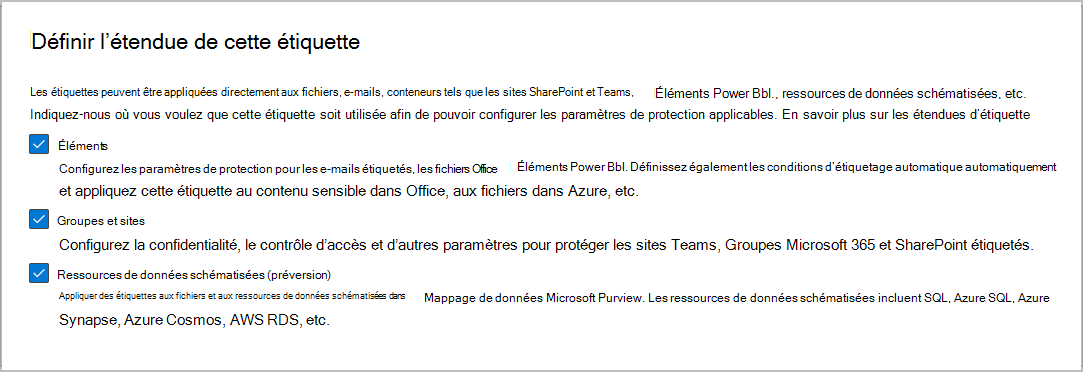 Définir l’étendue de cette étiquette
Les étiquettes peuvent être appliquées directement aux fichiers, e-mails, conteneurs tels que les sites SharePoint et Teams, Éléments Power Bbl., ressources de données schématisées, etc.
Indiquez-nous où vous voulez que cette étiquette soit utilisée afin de pouvoir configurer les paramètres de protection applicables. En savoir plus sur les étendues d’étiquette
Éléments
Configurez les paramètres de protection pour les e-mails étiquetés, les fichiers Office Éléments Power Bbl. Définissez également les conditions d’étiquetage automatique automatiquement
et appliquez cette étiquette au contenu sensible dans Office, aux fichiers dans Azure, etc.
Groupes et sites
Configurez la confidentialité, le contrôle d’accès et d’autres paramètres pour protéger les sites Teams, Groupes Microsoft 365 et SharePoint étiquetés.
Ressources de données schématisées (préversion)
Appliquer des étiquettes aux fichiers et aux ressources de données schématisées dans Mappage de données Microsoft Purview. Les ressources de données schématisées incluent SQL, Azure SQL, Azure
Synapse, Azure Cosmos, AWS RDS, etc.